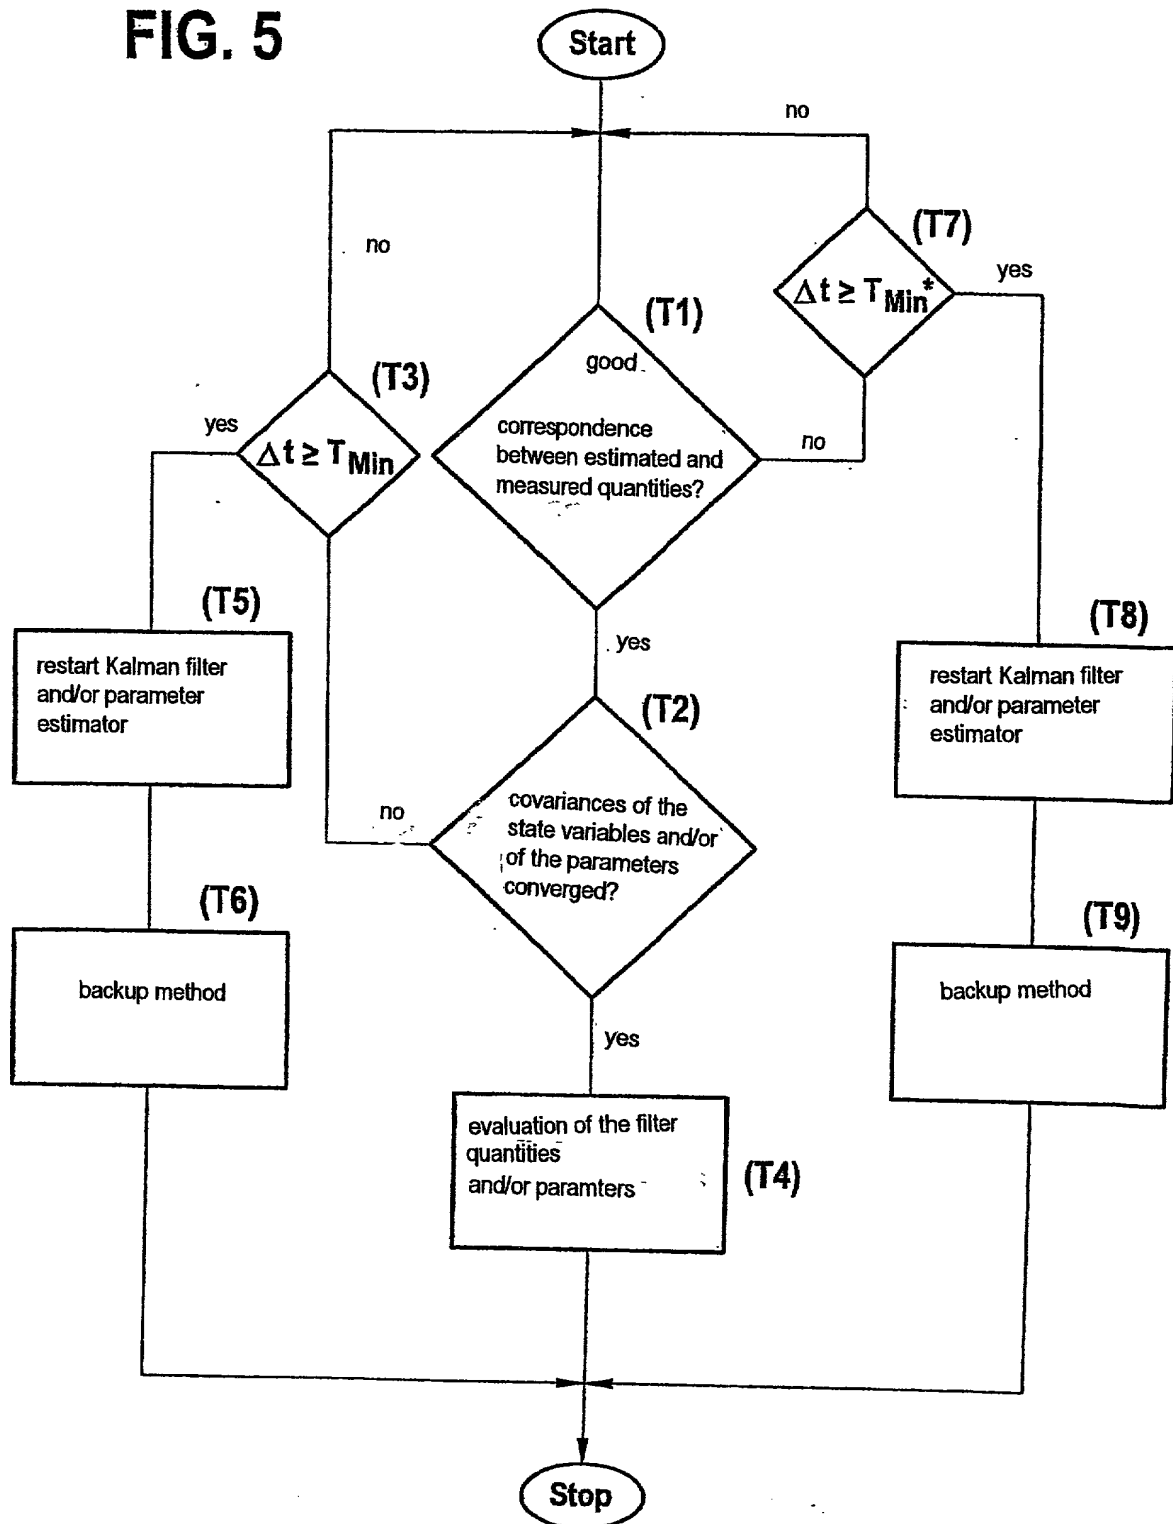 FIG. 5
Start
no
(T7)
no
Δt ≥ T Min*
yes
(T1)
good
(T3)
yes
Δt ≥ T Min
correspondence
between estimated and
measured quantities?
no
(T5)
restart Kalman filter
and/or parameter
estimator
yes
(T8)
restart Kalman filter
and/or parameter
estimator
(T2)
no
covariances of the
state variables and/or
of the parameters
converged?
(T6)
backup method
(T9)
backup method
yes
evaluation of the filter
quantities
and/or paramters
(T4)
Stop